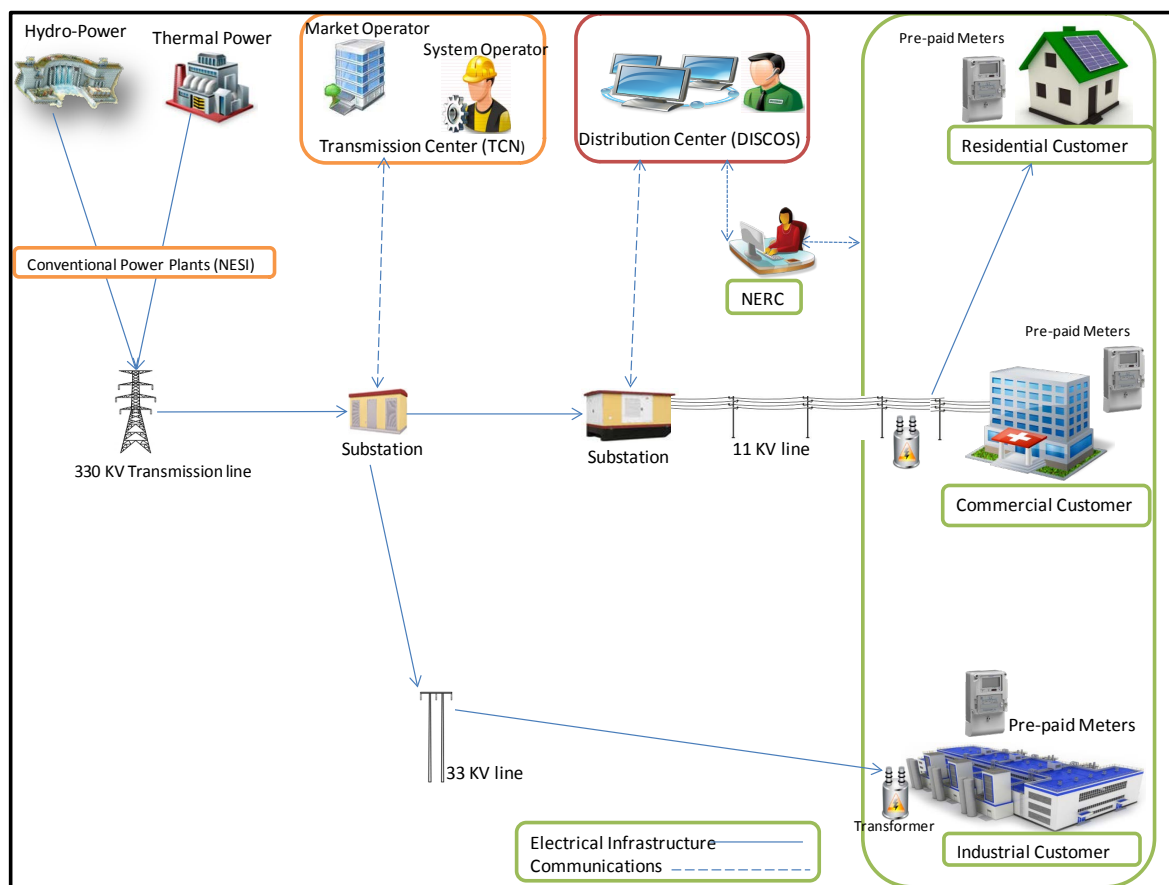 Hydro-Power
Thermal Power
Market Operator
System Operator
Transmission Center (TCN)
Distribution Center (DISCOS)
Pre-paid Meters
Residential Customer
Conventional Power Plants (NESI)
NERC
Pre-paid Meters
330 KV Transmission line
Substation
Substation
11 KV line
Commercial Customer
Pre-paid Meters
33 KV line
Transformer
Industrial Customer
Electrical Infrastructure
Communications